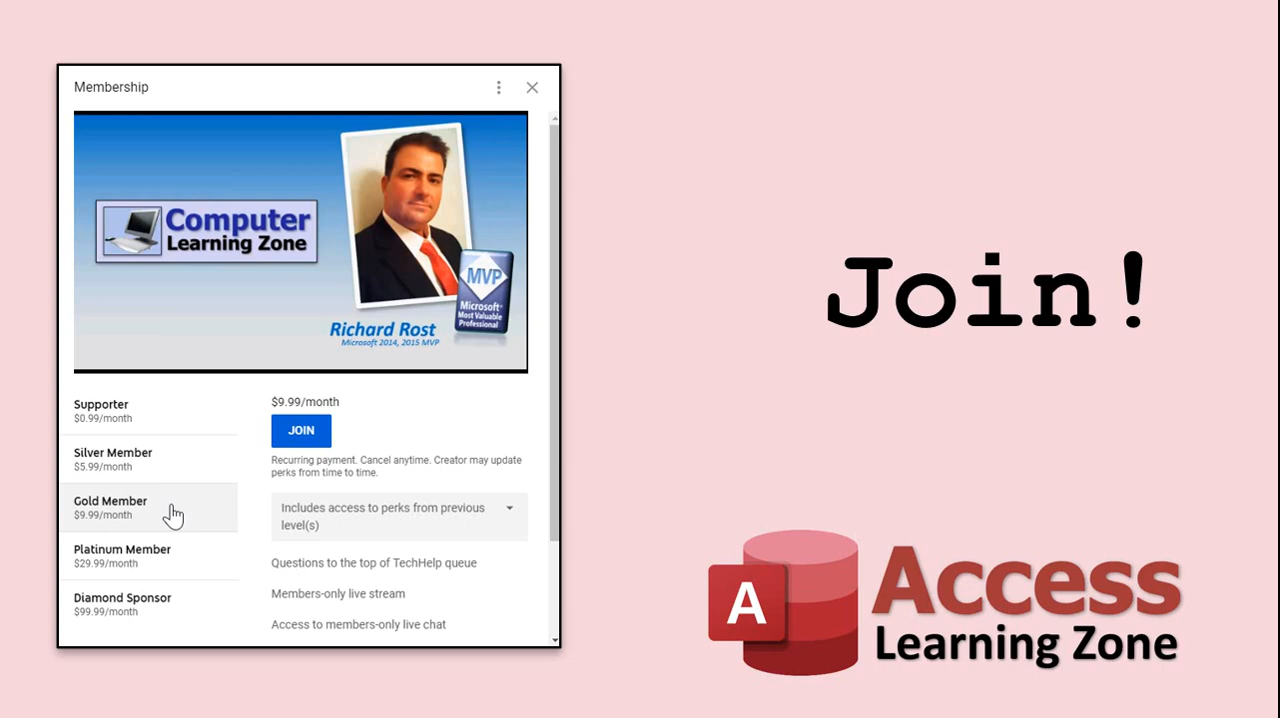 Membership
Computer
Learning Zone
MVP
Microsoft®
Most Valuable
Professional
Richard Rost
Microsoft 2014, 2015 MVP
Supporter
$0.99/month
Silver Member
$5.99/month
Gold Member
$9.99/month
Platinum Member
$29.99/month
Diamond Sponsor
$99.99/month
$9.99/month
JOIN
Recurring payment. Cancel anytime. Creator may update
perks from time to time.
Includes access to perks from previous
level(s)
Questions to the top of TechHelp queue
Members-only live stream
Access to members-only live chat
Join!
A
Access
Learning Zone